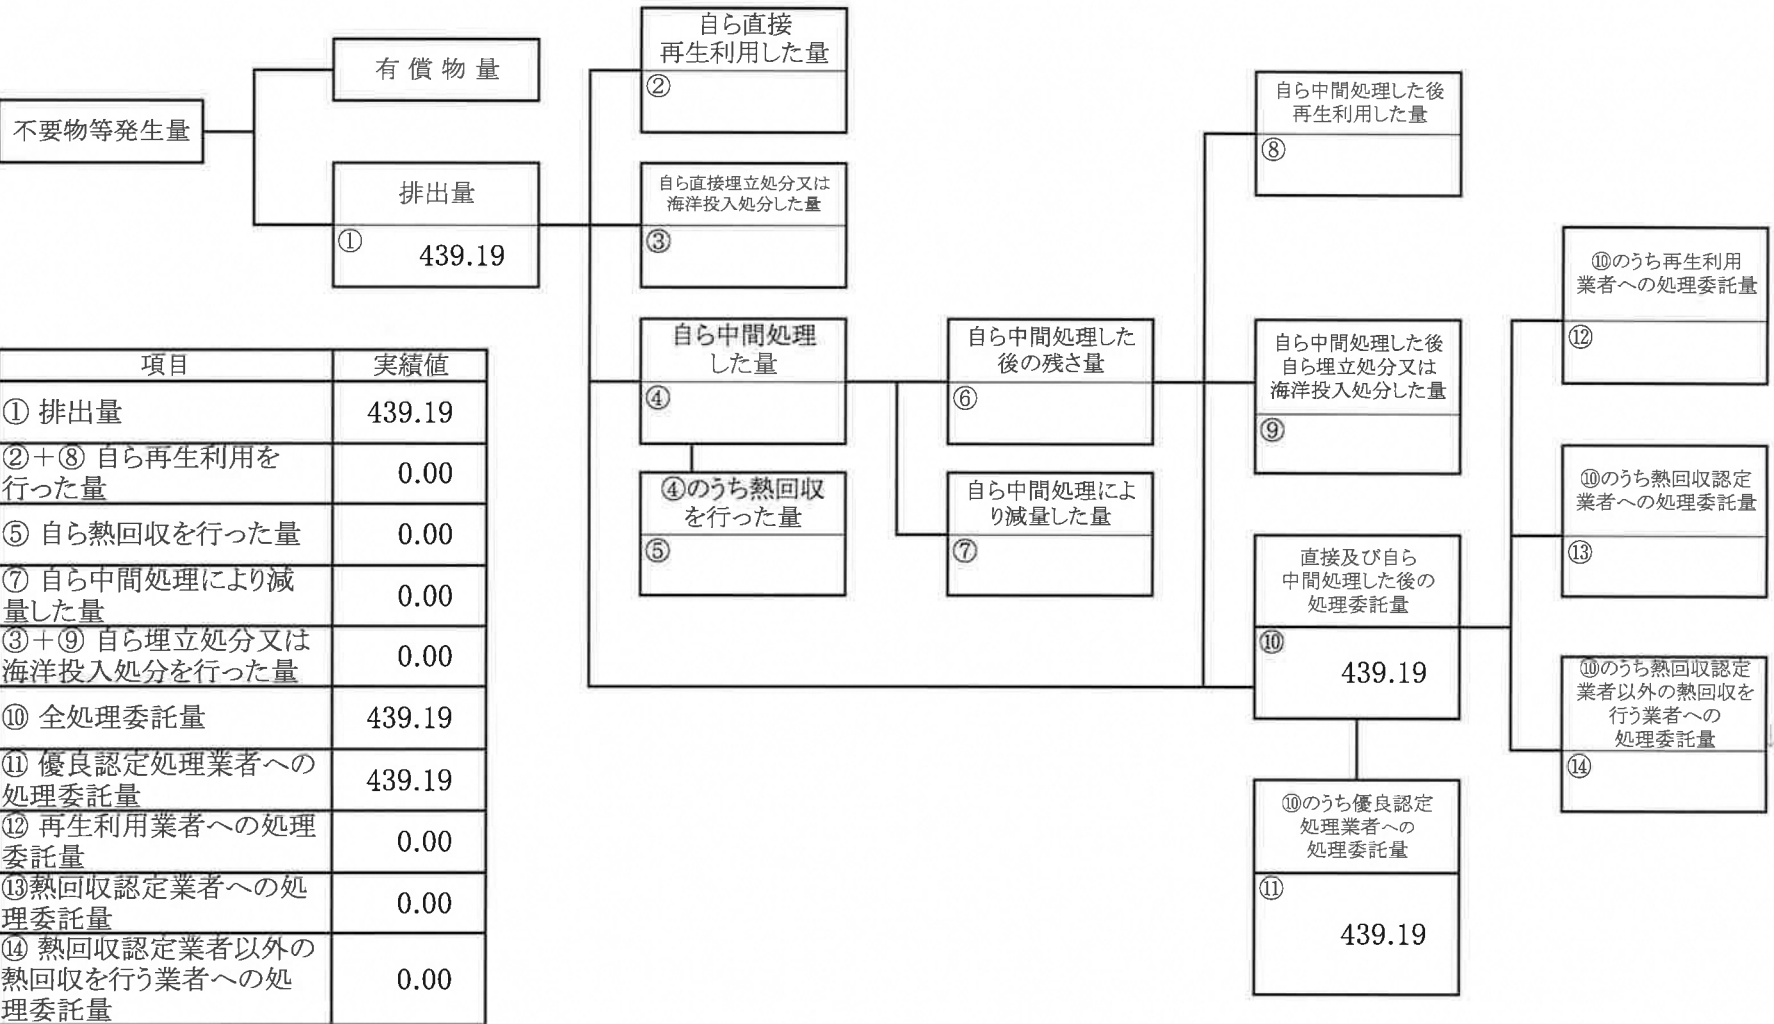 自ら直接
再生利用した量
②
有 償 物 量
不要物等発生量
排出量
①
439.19
自ら直接埋立処分又は
海洋投入処分した量
③
自ら中間処理した後
再生利用した量
⑧
自ら中間処理
した量
④
自ら中間処理した
後の残さ量
⑥
自ら中間処理した後
自ら埋立処分又は
海洋投入処分した量
⑨
④のうち熱回収
を行った量
⑤
自ら中間処理によ
り減量した量
⑦
直接及び自ら
中間処理した後の
処理委託量
⑩
439.19
⑩のうち優良認定
処理業者への
処理委託量
⑪
439.19
⑩のうち再生利用
業者への処理委託量
⑫
⑩のうち熱回収認定
業者への処理委託量
⑬
⑩のうち熱回収認定
業者以外の熱回収を
行う業者への
処理委託量
⑭
項目 実績値
① 排出量 439.19
②＋⑧ 自ら再生利用を
行った量 0.00
⑤ 自ら熱回収を行った量 0.00
⑦ 自ら中間処理により減
量した量 0.00
③＋⑨ 自ら埋立処分又は
海洋投入処分を行った量 0.00
⑩ 全処理委託量 439.19
⑪ 優良認定処理業者への
処理委託量 439.19
⑫ 再生利用業者への処理
委託量 0.00
⑬熱回収認定業者への処
理委託量 0.00
⑭ 熱回収認定業者以外の
熱回収を行う業者への処
理委託量 0.00